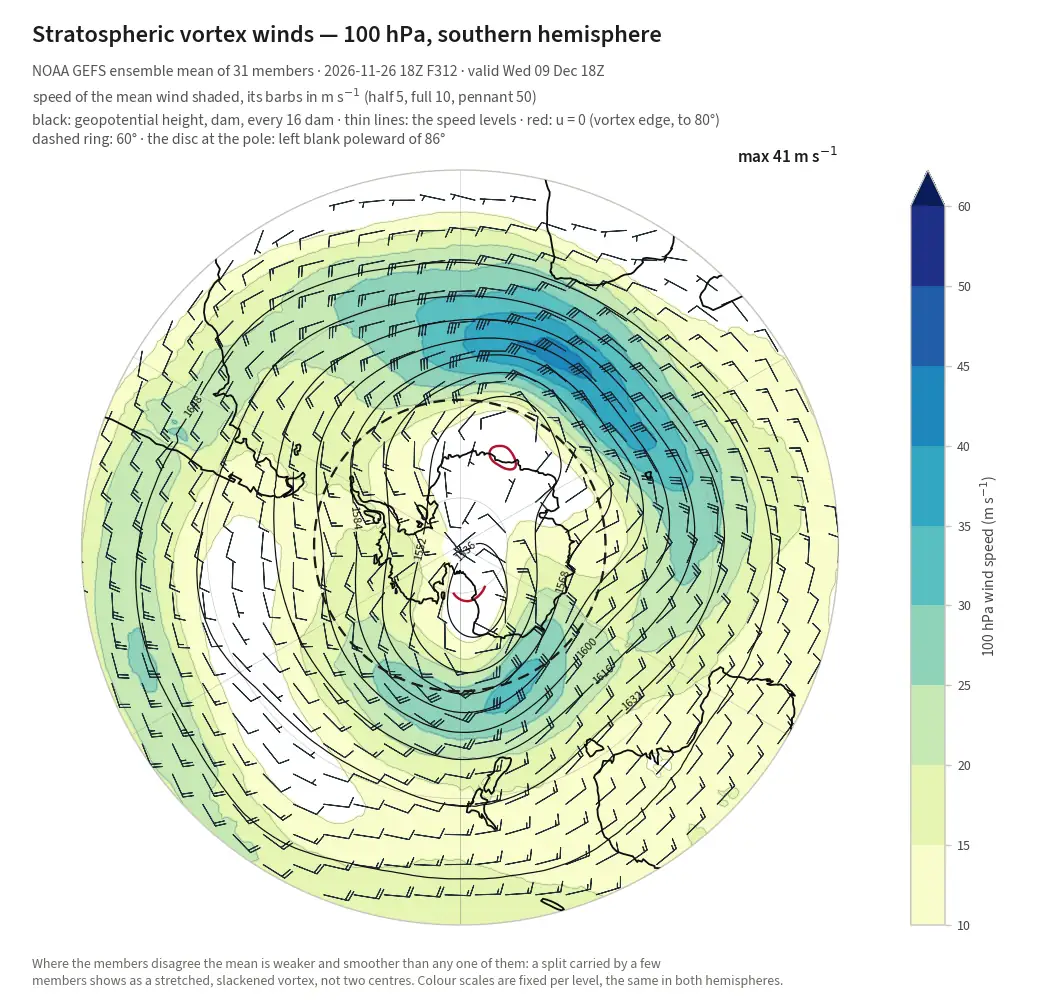 Stratospheric vortex winds — 100 hPa, southern hemisphere
NOAA GEFS ensemble mean of 31 members · 2026-11-26 18Z F312 · valid Wed 09 Dec 18Z
speed of the mean wind shaded, its barbs in m s⁻¹ (half 5, full 10, pennant 50)
black: geopotential height, dam, every 16 dam · thin lines: the speed levels · red: u = 0 (vortex edge, to 80°)
dashed ring: 60° · the disc at the pole: left blank poleward of 86°
max 41 m s⁻¹
60
50
45
40
35
30
25
20
15
10
100 hPa wind speed (m s⁻¹)
1648
1584
1552
1536
1568
1600
1616
1632
Where the members disagree the mean is weaker and smoother than any one of them: a split carried by a few
members shows as a stretched, slackened vortex, not two centres. Colour scales are fixed per level, the same in both hemispheres.